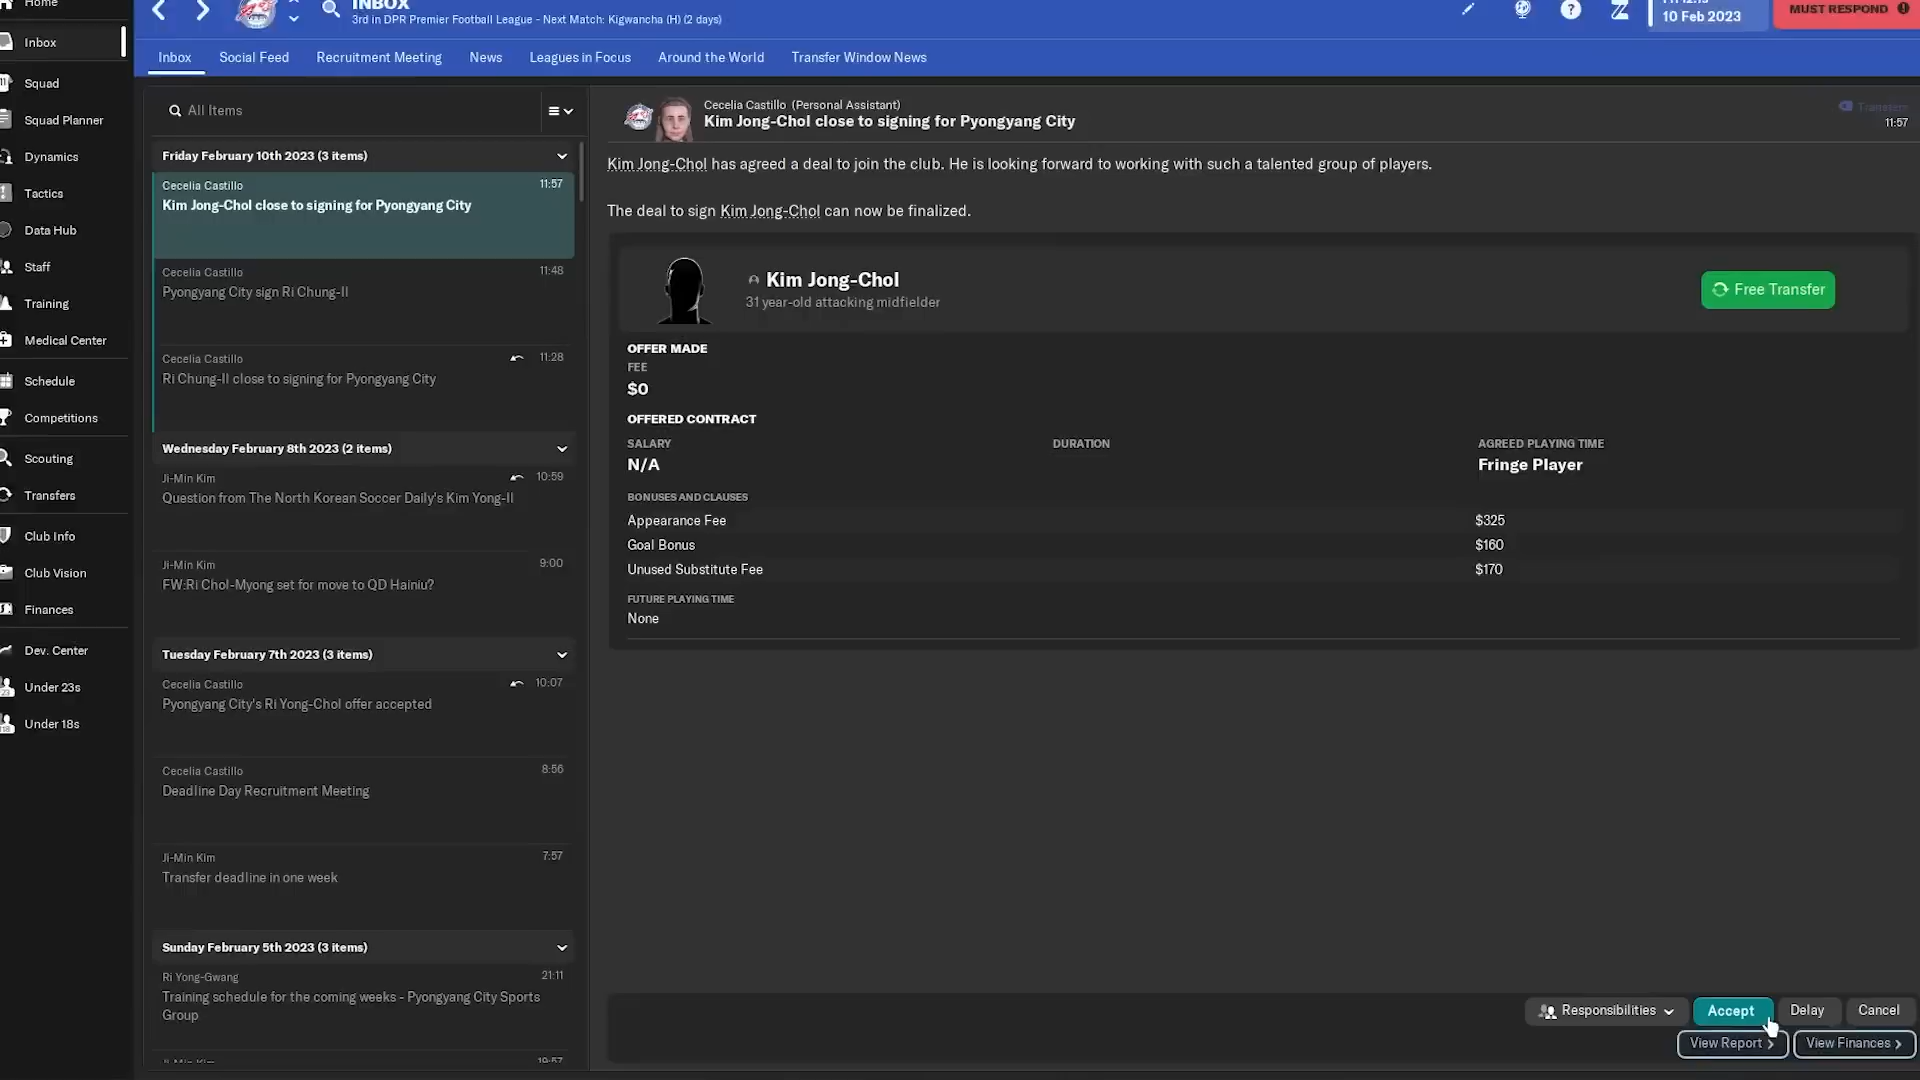 Home
Inbox
Squad
Squad Planner
Dynamics
Tactics
Data Hub
Staff
Training
Medical Center
Schedule
Competitions
Scouting
Transfers
Club Info
Club Vision
Finances
Dev. Center
Under 23s
Under 18s
INBOX
3rd in DPR Premier Football League - Next Match: Kigwancha (H) (2 days)
10 Feb 2023
MUST RESPOND
Inbox Social Feed Recruitment Meeting News Leagues in Focus Around the World Transfer Window News
All Items
Friday February 10th 2023 (3 items)
Cecelia Castillo 11:57
Kim Jong-Chol close to signing for Pyongyang City
Cecelia Castillo 11:48
Pyongyang City sign Ri Chung-Il
Cecelia Castillo 11:28
Ri Chung-Il close to signing for Pyongyang City
Wednesday February 8th 2023 (2 items)
Ji-Min Kim 10:59
Question from The North Korean Soccer Daily's Kim Yong-Il
Ji-Min Kim 9:00
FW:Ri Chol-Myong set for move to QD Hainiu?
Tuesday February 7th 2023 (3 items)
Cecelia Castillo 10:07
Pyongyang City's Ri Yong-Chol offer accepted
Cecelia Castillo 8:56
Deadline Day Recruitment Meeting
Ji-Min Kim 7:57
Transfer deadline in one week
Sunday February 5th 2023 (3 items)
Ri Yong-Gwang 21:11
Training schedule for the coming weeks - Pyongyang City Sports
Group
Ji-Min Kim 19:57
Cecelia Castillo (Personal Assistant)
Kim Jong-Chol close to signing for Pyongyang City
Transfers
11:57
Kim Jong-Chol has agreed a deal to join the club. He is looking forward to working with such a talented group of players.
The deal to sign Kim Jong-Chol can now be finalized.
Kim Jong-Chol
31 year-old attacking midfielder
Free Transfer
OFFER MADE
FEE
$0
OFFERED CONTRACT
SALARY DURATION AGREED PLAYING TIME
N/A Fringe Player
BONUSES AND CLAUSES
Appearance Fee $325
Goal Bonus $160
Unused Substitute Fee $170
FUTURE PLAYING TIME
None
Responsibilities Accept Delay Cancel
View Report View Finances